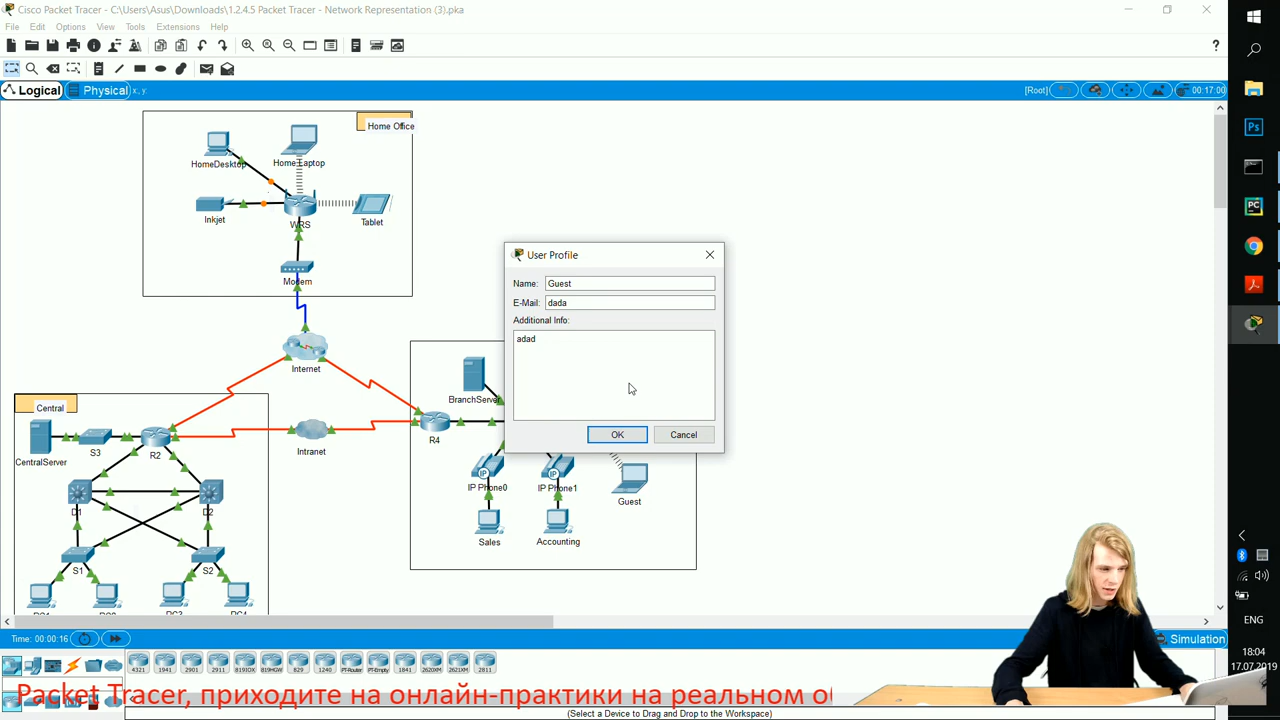 Cisco Packet Tracer - C:\Users\Asus\Downloads\1.2.4.5 Packet Tracer - Network Representation (3).pka
File Edit Options View Tools Extensions Help
?
Logical Physical x, y:
[Root] 00:17:00
Home Office
HomeDesktop
Home Laptop
Inkjet
WRS
Tablet
Modem
Internet
Central
CentralServer
S3
R2
Intranet
R4
BranchServer
D1
D2
S1
S2
PC3
PC4
IP Phone0
IP Phone1
Guest
Sales
Accounting
User Profile
Name: Guest
E-Mail: dada
Additional Info:
adad
OK Cancel
Time: 00:00:16
Simulation
4321 1941 2901 2911 819IOX 819HGW 829 1240 PT-Router PT-Empty 1841 2620XM 2621XM 2811
Packet Tracer, приходите на онлайн-практики на реальном о
(Select a Device to Drag and Drop to the Workspace)
Ps
PC
ENG
18:04
17.07.2019